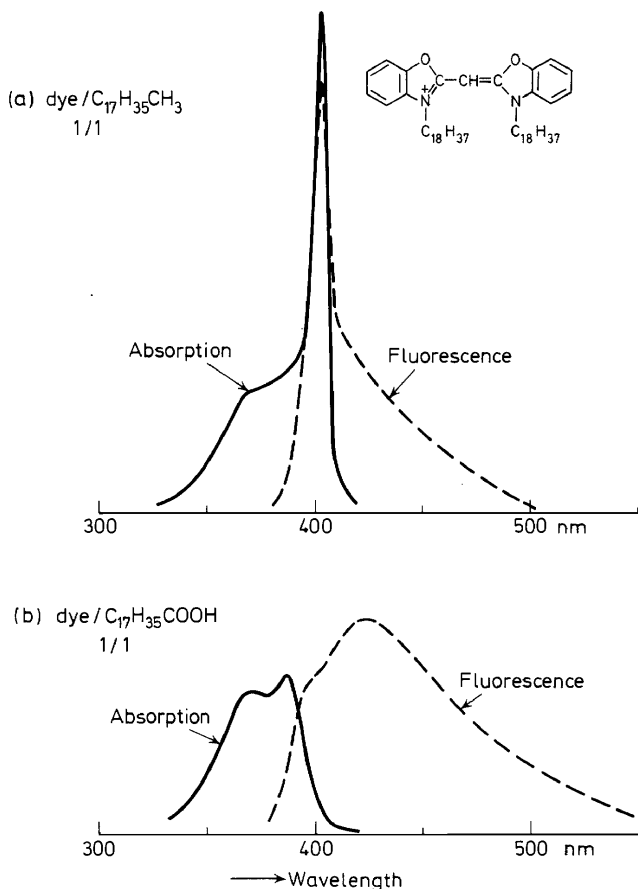 (a) dye/C₁₇H₃₅CH₃
1/1
O O
C—CH=C
N⁺ N
C₁₈H₃₇ C₁₈H₃₇
Absorption
Fluorescence
300 400 500 nm
(b) dye/C₁₇H₃₅COOH
1/1
Absorption
Fluorescence
300 400 500
→ Wavelength